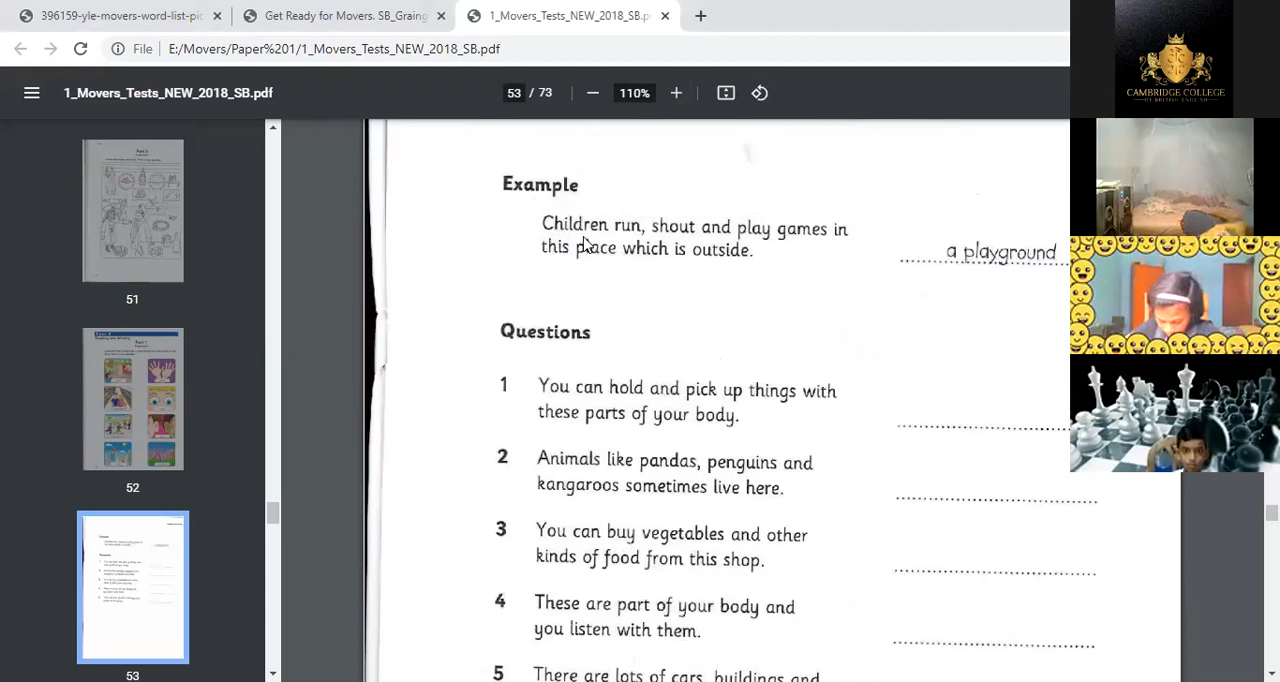 396159-yle-movers-word-list-pic
Get Ready for Movers. SB_Graing
1_Movers_Tests_NEW_2018_SB.p
File
E:/Movers/Paper%201/1_Movers_Tests_NEW_2018_SB.pdf
1_Movers_Tests_NEW_2018_SB.pdf
53 / 73
110%
CAMBRIDGE COLLEGE
OF BRITISH ENGLISH
51
52
53
Example
Children run, shout and play games in
this place which is outside.
a playground
Questions
1 You can hold and pick up things with
these parts of your body.
2 Animals like pandas, penguins and
kangaroos sometimes live here.
3 You can buy vegetables and other
kinds of food from this shop.
4 These are part of your body and
you listen with them.
5 There are lots of cars, buildings and